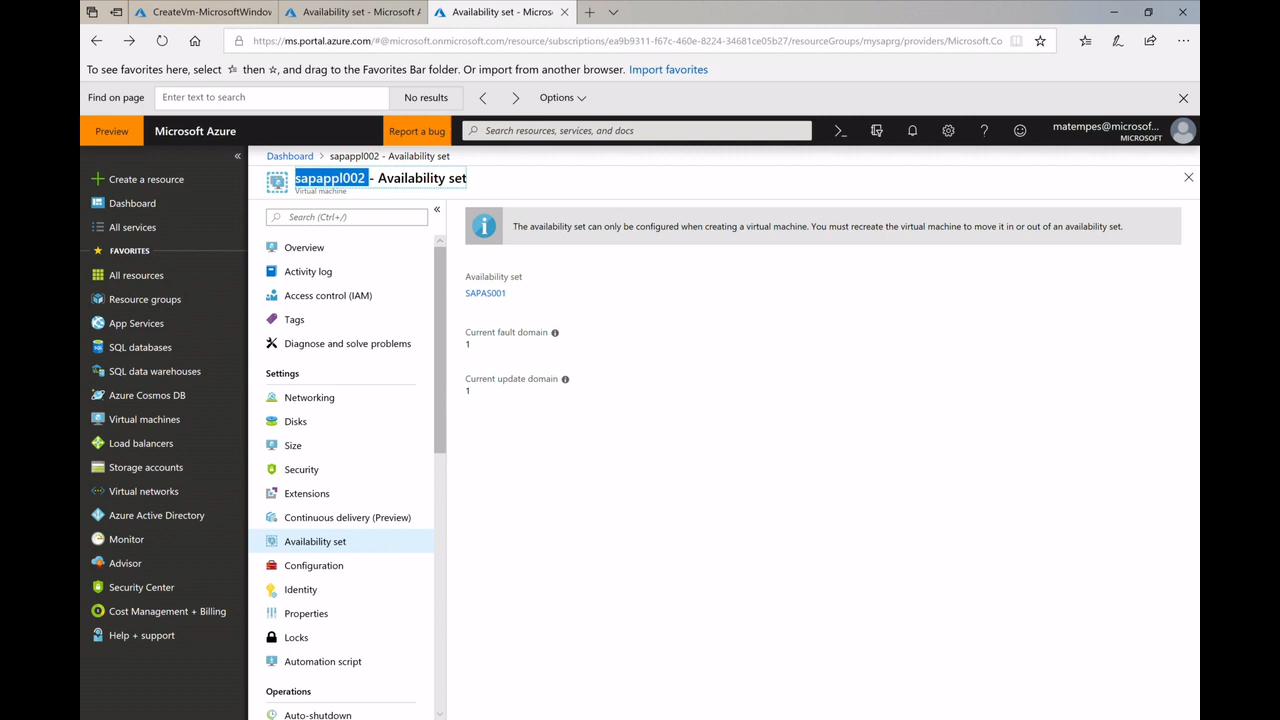 CreateVm-MicrosoftWindow
Availability set - Microsoft A
Availability set - Micros
https://ms.portal.azure.com/#@microsoft.onmicrosoft.com/resource/subscriptions/ea9b9311-f67c-460e-8224-34681ce05b27/resourceGroups/mysaprg/providers/Microsoft.Co
To see favorites here, select then ☆, and drag to the Favorites Bar folder. Or import from another browser. Import favorites
Find on page
Enter text to search
No results
Options
Preview
Microsoft Azure
Report a bug
Search resources, services, and docs
matempes@microsof...
MICROSOFT
Create a resource
Dashboard
All services
FAVORITES
All resources
Resource groups
App Services
SQL databases
SQL data warehouses
Azure Cosmos DB
Virtual machines
Load balancers
Storage accounts
Virtual networks
Azure Active Directory
Monitor
Advisor
Security Center
Cost Management + Billing
Help + support
Dashboard > sapappl002 - Availability set
sapappl002 - Availability set
Virtual machine
Search (Ctrl+/)
Overview
Activity log
Access control (IAM)
Tags
Diagnose and solve problems
Settings
Networking
Disks
Size
Security
Extensions
Continuous delivery (Preview)
Availability set
Configuration
Identity
Properties
Locks
Automation script
Operations
Auto-shutdown
The availability set can only be configured when creating a virtual machine. You must recreate the virtual machine to move it in or out of an availability set.
Availability set
SAPAS001
Current fault domain
1
Current update domain
1